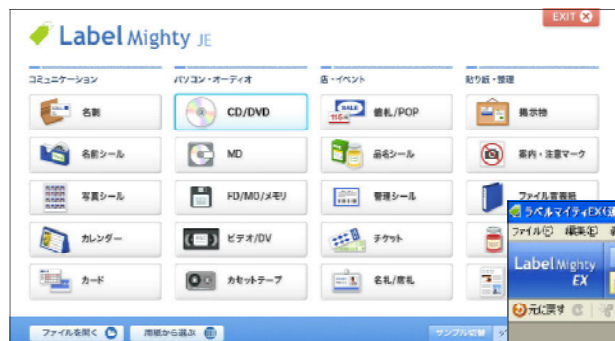 EXIT
Label Mighty JE
コミュニケーション
パソコン・オーディオ
店・イベント
貼り紙・整理
名刺
CD/DVD
値札/POP
掲示物
名前シール
MD
品名シール
案内・注意マーク
写真シール
FD/MO/メモリ
管理シール
ファイル背表紙
カレンダー
ビデオ/DV
チケット
カード
カセットテープ
名札/席札
ファイルを開く
用紙から選ぶ
サンプル切替
ラベルマイティEX
ファイル(F) 編集(E)
Label Mighty
EX
元に戻す